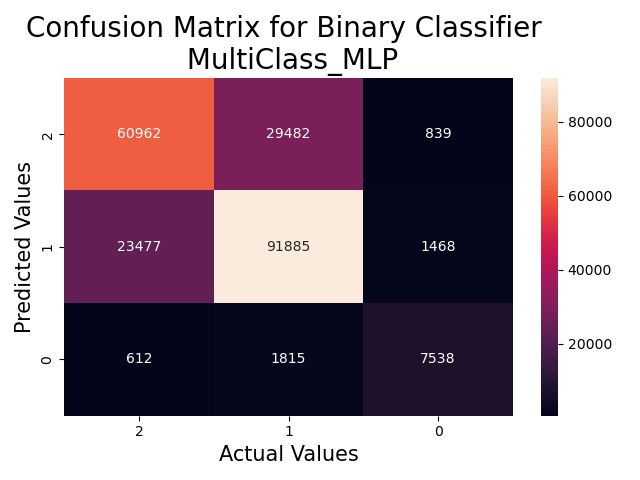 Confusion Matrix for Binary Classifier
MultiClass_MLP
Predicted Values
2
60962 29482 839
1
23477 91885 1468
0
612 1815 7538
2 1 0
Actual Values
80000
60000
40000
20000